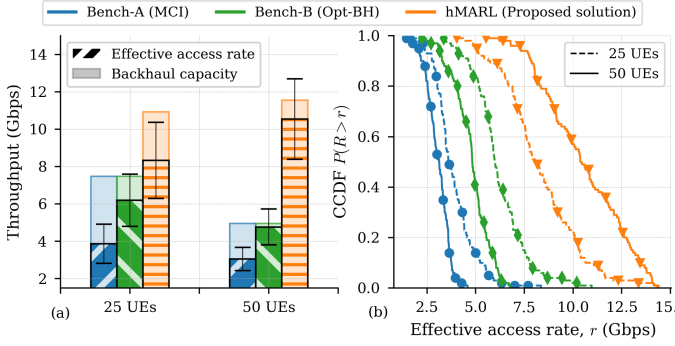 Bench-A (MCI) Bench-B (Opt-BH) hMARL (Proposed solution)
Throughput (Gbps)
14
12
10
8
6
4
2
Effective access rate
Backhaul capacity
25 UEs 50 UEs
(a)
CCDF P(R > r)
1.0
0.8
0.6
0.4
0.2
0.0
25 UEs
50 UEs
2.5 5.0 7.5 10.0 12.5 15.
(b)
Effective access rate, r (Gbps)